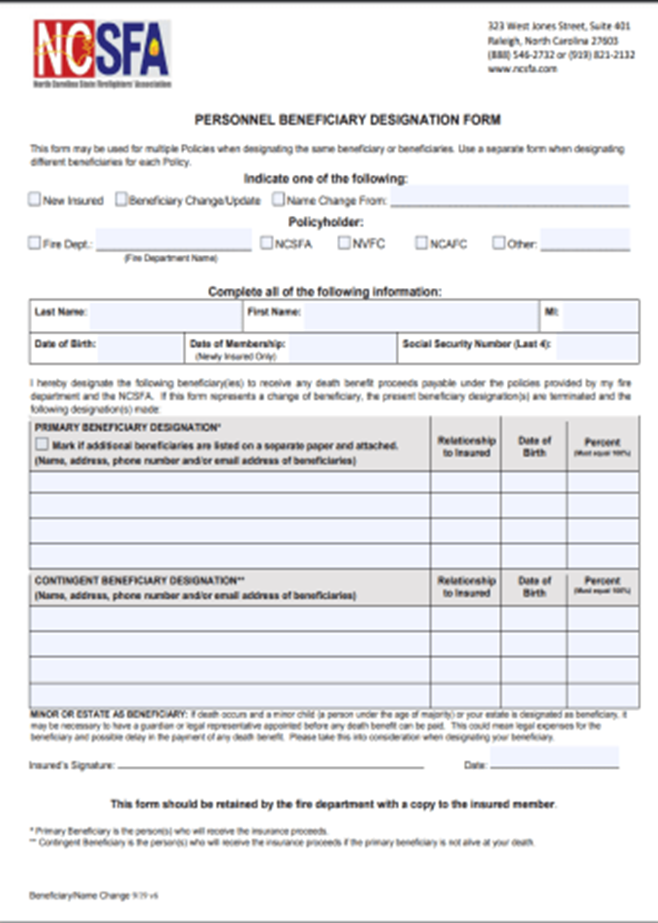 NCSFA
North Carolina State Firefighters' Association
323 West Jones Street, Suite 401
Raleigh, North Carolina 27603
(888) 546-2732 or (919) 821-2132
www.ncsfa.com
PERSONNEL BENEFICIARY DESIGNATION FORM
This form may be used for multiple Policies when designating the same beneficiary or beneficiaries. Use a separate form when designating
different beneficiaries for each Policy.
Indicate one of the following:
New Insured Beneficiary Change/Update Name Change From:
Policyholder:
Fire Dept.: NCSFA NVFC NCAFC Other:
(Fire Department Name)
Complete all of the following information:
Last Name: First Name: MI:
Date of Birth: Date of Membership: Social Security Number (Last 4):
(Newly Insured Only)
I hereby designate the following beneficiary(ies) to receive any death benefit proceeds payable under the policies provided by my fire
department and the NCSFA. If this form represents a change of beneficiary, the present beneficiary designation(s) are terminated and the
following designation(s) made:
PRIMARY BENEFICIARY DESIGNATION*
Mark if additional beneficiaries are listed on a separate paper and attached.
(Name, address, phone number and/or email address of beneficiaries)
Relationship
to Insured
Date of
Birth
Percent
(Must equal 100%)
CONTINGENT BENEFICIARY DESIGNATION**
(Name, address, phone number and/or email address of beneficiaries)
Relationship
to Insured
Date of
Birth
Percent
(Must equal 100%)
MINOR OR ESTATE AS BENEFICIARY: If death occurs and a minor child (a person under the age of majority) or your estate is designated as beneficiary, it
may be necessary to have a guardian or legal representative appointed before any death benefit can be paid. This could mean legal expenses for the
beneficiary and possible delay in the payment of any death benefit. Please take this into consideration when designating your beneficiary.
Insured's Signature: Date:
This form should be retained by the fire department with a copy to the insured member.
* Primary Beneficiary is the person(s) who will receive the insurance proceeds.
** Contingent Beneficiary is the person(s) who will receive the insurance proceeds if the primary beneficiary is not alive at your death.
Beneficiary/Name Change 9/19 v6